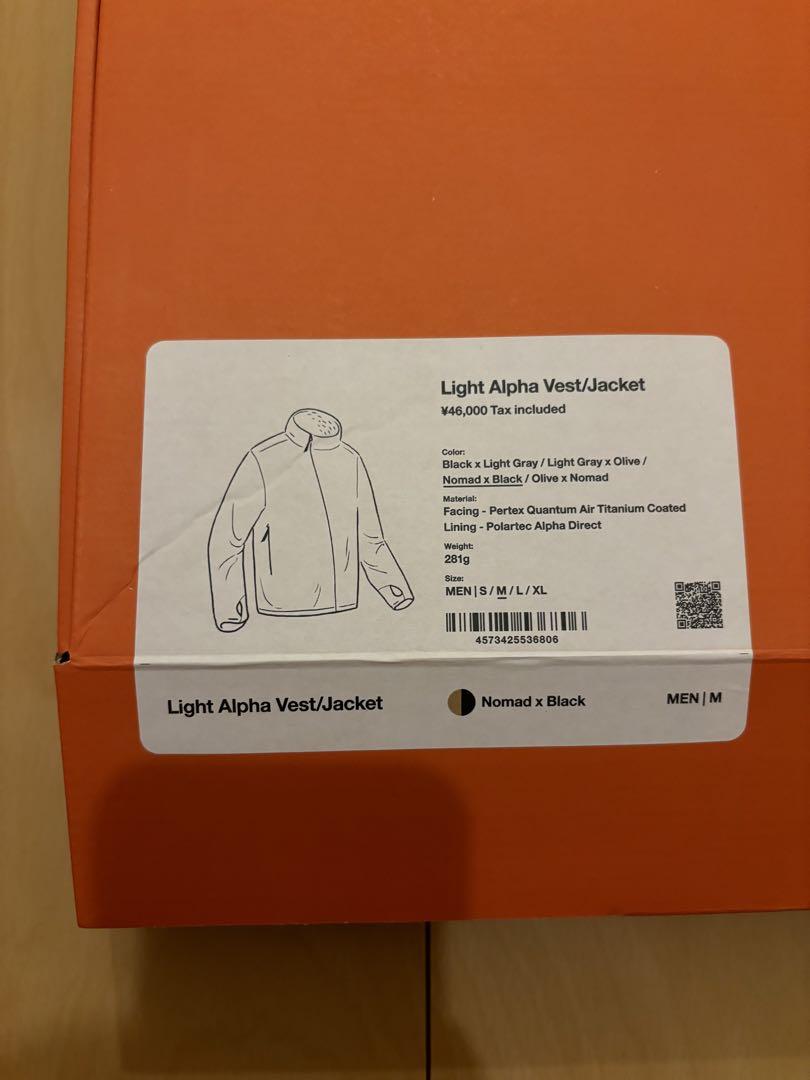 Light Alpha Vest/Jacket
¥46,000 Tax included
Color:
Black x Light Gray / Light Gray x Olive /
Nomad x Black / Olive x Nomad
Material:
Facing - Pertex Quantum Air Titanium Coated
Lining - Polartec Alpha Direct
Weight:
281g
Size:
MEN | S / M / L / XL
4573425536806
Light Alpha Vest/Jacket
Nomad x Black
MEN | M